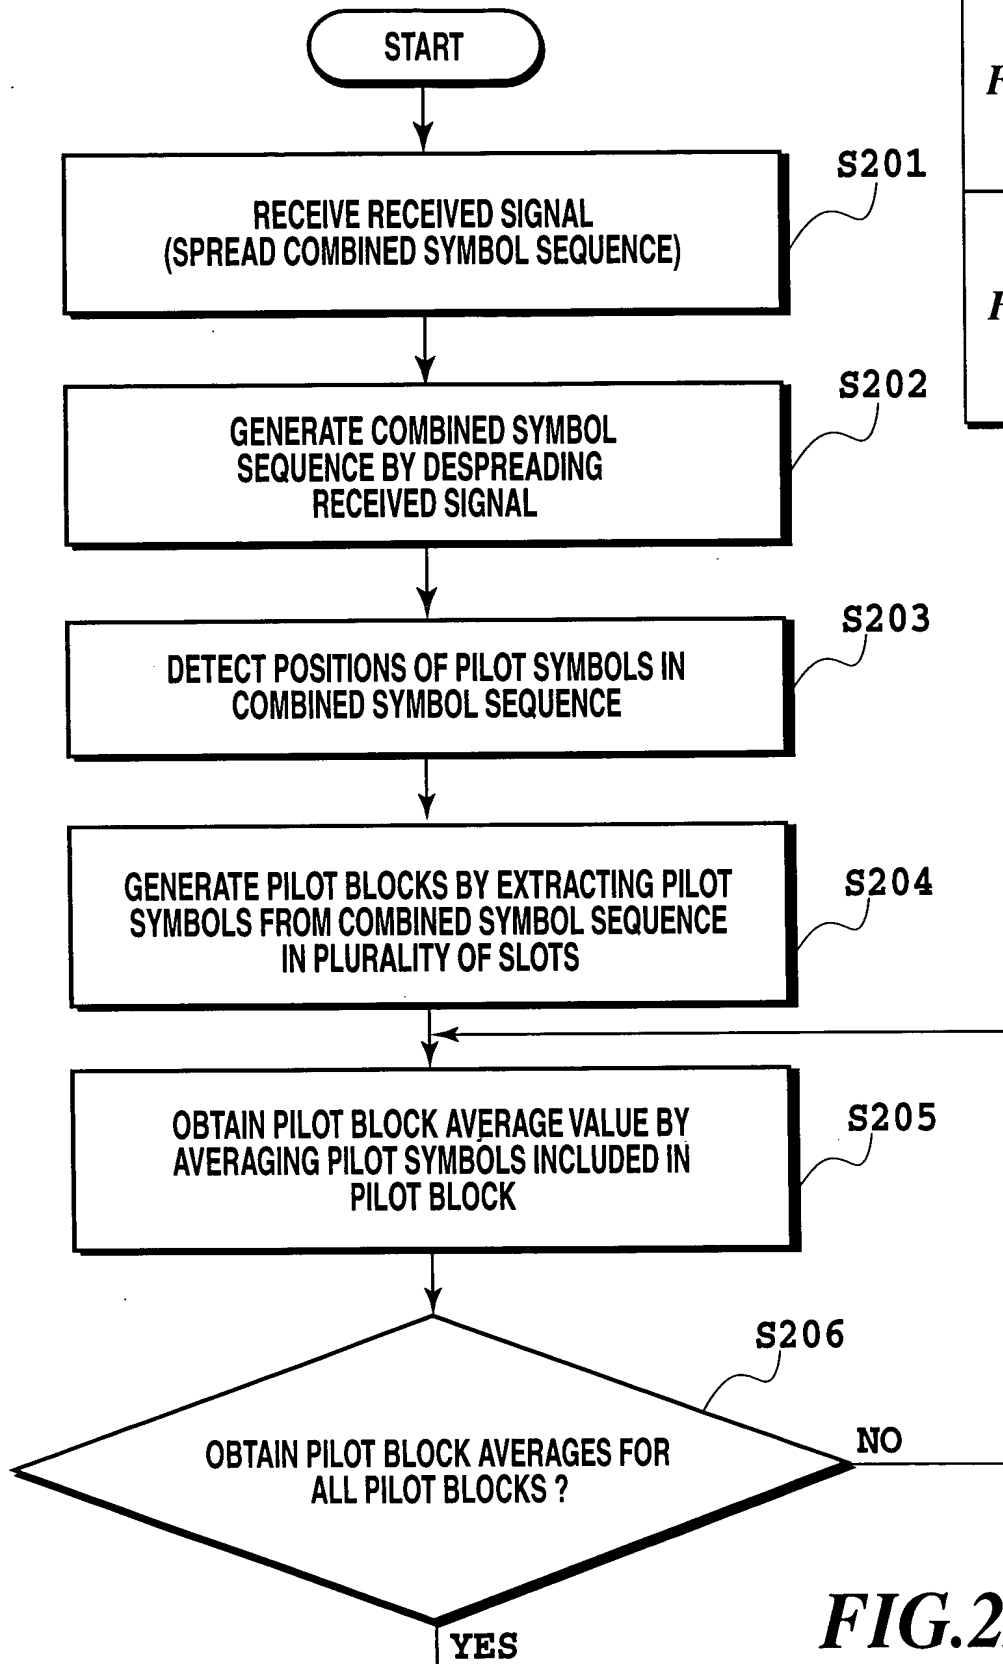 START
S201
RECEIVE RECEIVED SIGNAL
(SPREAD COMBINED SYMBOL SEQUENCE)
S202
GENERATE COMBINED SYMBOL
SEQUENCE BY DESPREADING
RECEIVED SIGNAL
S203
DETECT POSITIONS OF PILOT SYMBOLS IN
COMBINED SYMBOL SEQUENCE
S204
GENERATE PILOT BLOCKS BY EXTRACTING PILOT
SYMBOLS FROM COMBINED SYMBOL SEQUENCE
IN PLURALITY OF SLOTS
S205
OBTAIN PILOT BLOCK AVERAGE VALUE BY
AVERAGING PILOT SYMBOLS INCLUDED IN
PILOT BLOCK
S206
OBTAIN PILOT BLOCK AVERAGES FOR
ALL PILOT BLOCKS ?
NO
YES
FIG.2